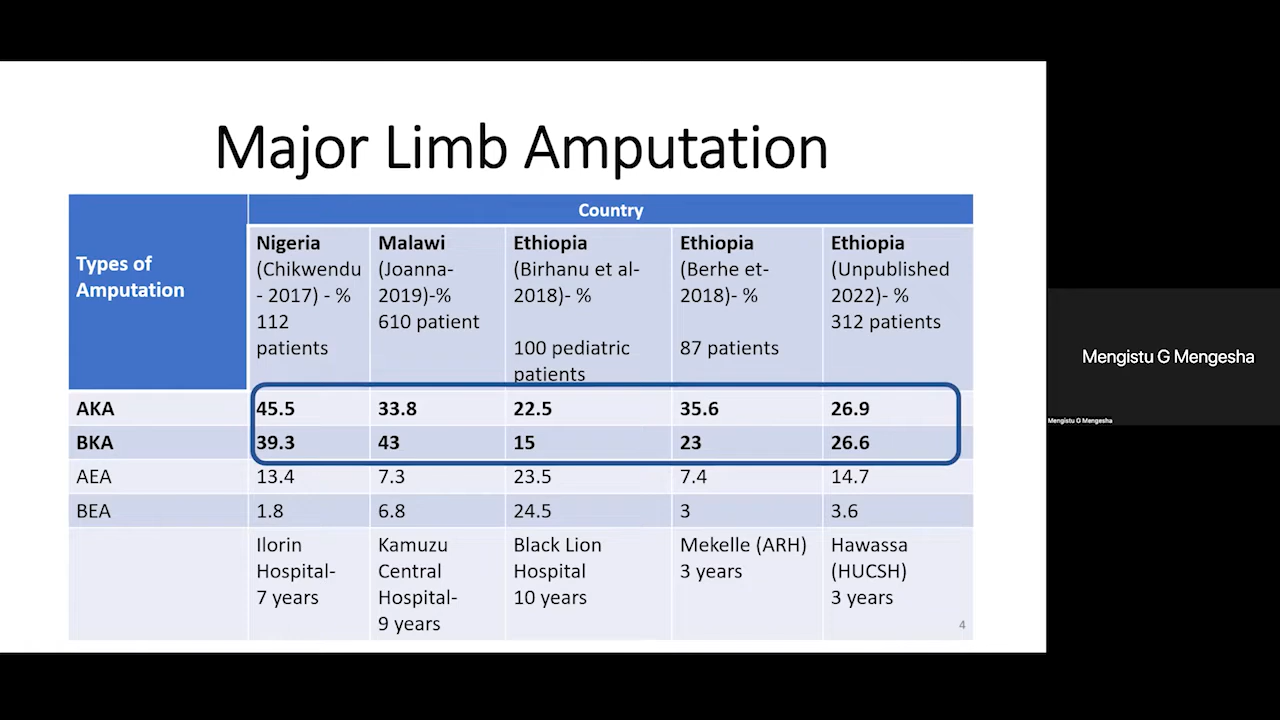 Major Limb Amputation
Types of
Amputation
Country
Nigeria
(Chikwendu
- 2017) - %
112
patients
Malawi
(Joanna-
2019)-%
610 patient
Ethiopia
(Birhanu et al-
2018)- %
100 pediatric
patients
Ethiopia
(Berhe et-
2018)- %
87 patients
Ethiopia
(Unpublished
2022)- %
312 patients
AKA 45.5 33.8 22.5 35.6 26.9
BKA 39.3 43 15 23 26.6
AEA 13.4 7.3 23.5 7.4 14.7
BEA 1.8 6.8 24.5 3 3.6
Ilorin
Hospital-
7 years
Kamuzu
Central
Hospital-
9 years
Black Lion
Hospital
10 years
Mekelle (ARH)
3 years
Hawassa
(HUCSH)
3 years
4
Mengistu G Mengesha
Mengistu G Mengesha